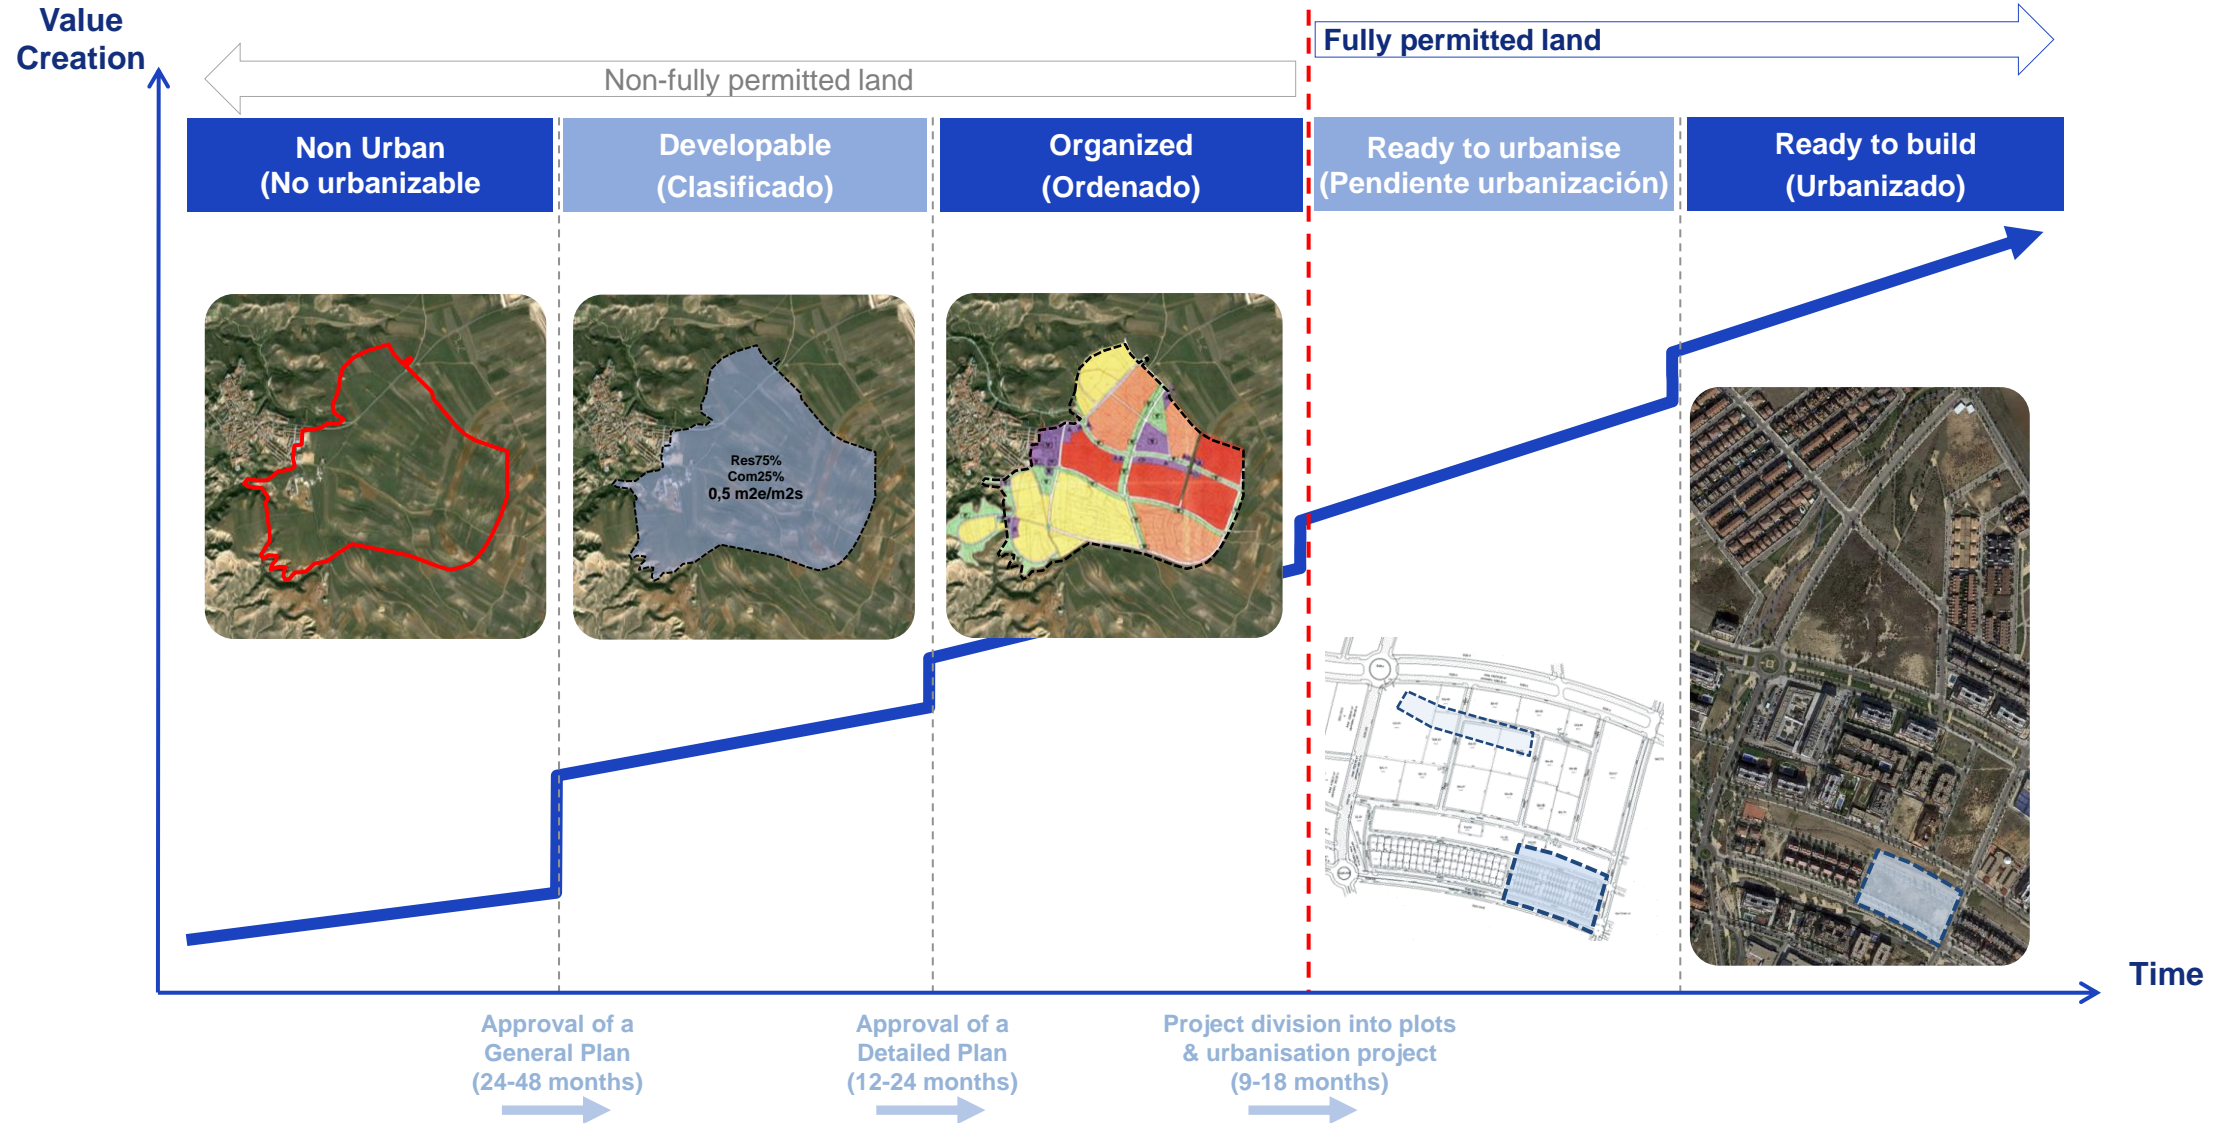 Value
Creation
Non-fully permitted land
Fully permitted land
Non Urban
(No urbanizable
Developable
(Clasificado)
Organized
(Ordenado)
Ready to urbanise
(Pendiente urbanización)
Ready to build
(Urbanizado)
Res75%
Com25%
0,5 m2e/m2s
Time
Approval of a
General Plan
(24-48 months)
Approval of a
Detailed Plan
(12-24 months)
Project division into plots
& urbanisation project
(9-18 months)